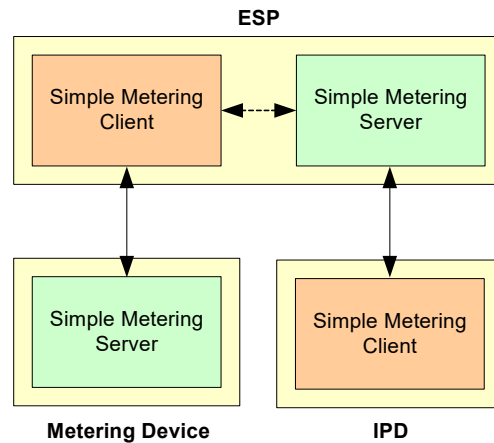 ESP
Simple Metering
Client
Simple Metering
Server
Simple Metering
Server
Simple Metering
Client
Metering Device
IPD